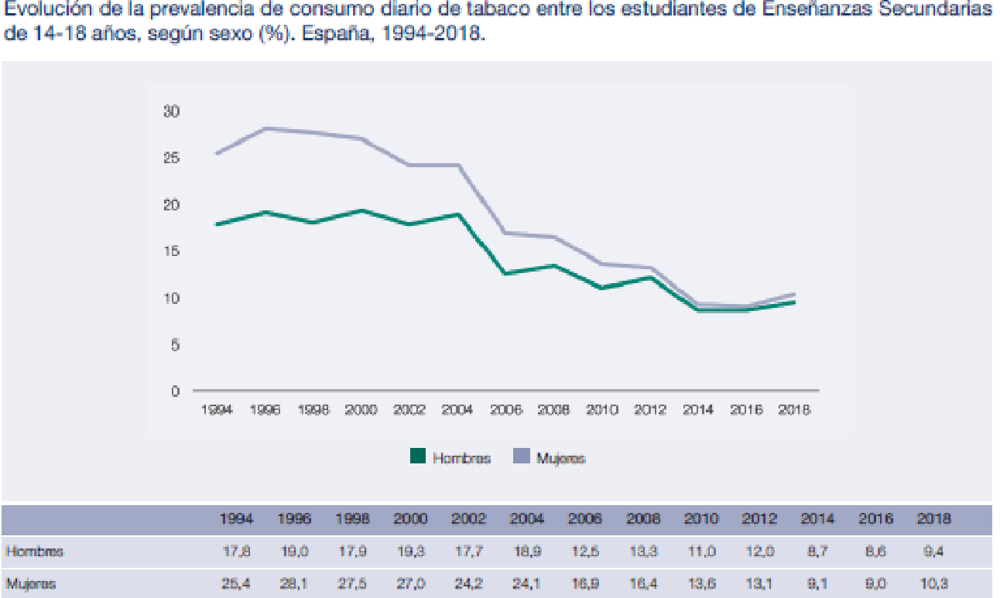 Evolución de la prevalencia de consumo diario de tabaco entre los estudiantes de Enseñanzas Secundarias
de 14-18 años, según sexo (%). España, 1994-2018.
30
25
20
15
10
5
0
1994 1996 1998 2000 2002 2004 2006 2008 2010 2012 2014 2016 2018
Hombres Mujeres
1994 1996 1998 2000 2002 2004 2006 2008 2010 2012 2014 2016 2018
Hombres 17,8 19,0 17,9 19,3 17,7 18,9 12,5 13,3 11,0 12,0 8,7 8,6 9,4
Mujeres 25,4 28,1 27,5 27,0 24,2 24,1 16,9 16,4 13,6 13,1 9,1 9,0 10,3